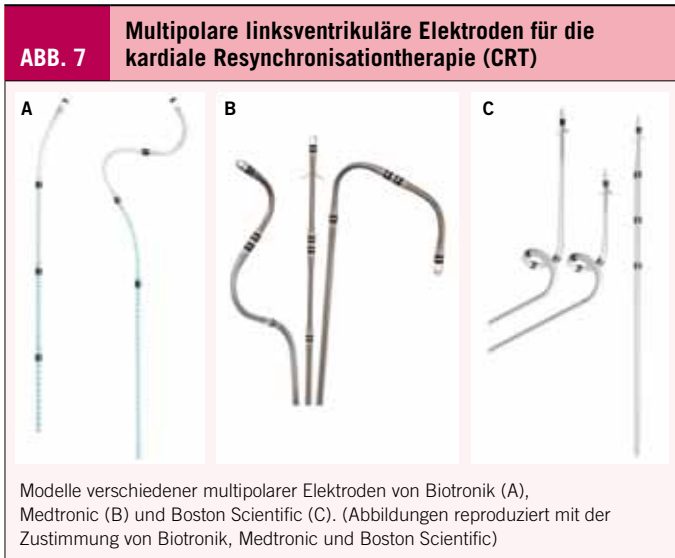 ABB. 7
Multipolare linksventrikuläre Elektroden für die
kardiale Resynchronisationtherapie (CRT)
A
B
C
Modelle verschiedener multipolarer Elektroden von Biotronik (A),
Medtronic (B) und Boston Scientific (C). (Abbildungen reproduziert mit der
Zustimmung von Biotronik, Medtronic und Boston Scientific)